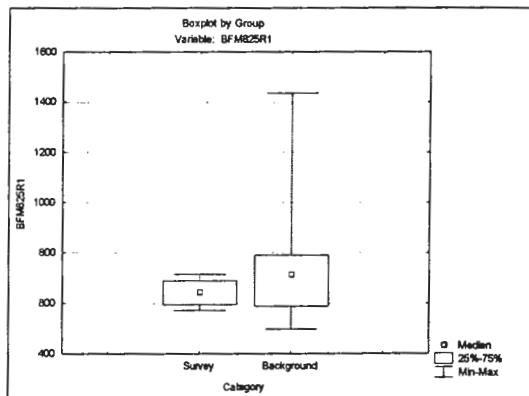 Boxplot by Group
Variable: BFM825R1
1600
1400
1200
1000
800
600
400
BFM825R1
Survey
Background
Category
Median
25%-75%
Min-Max